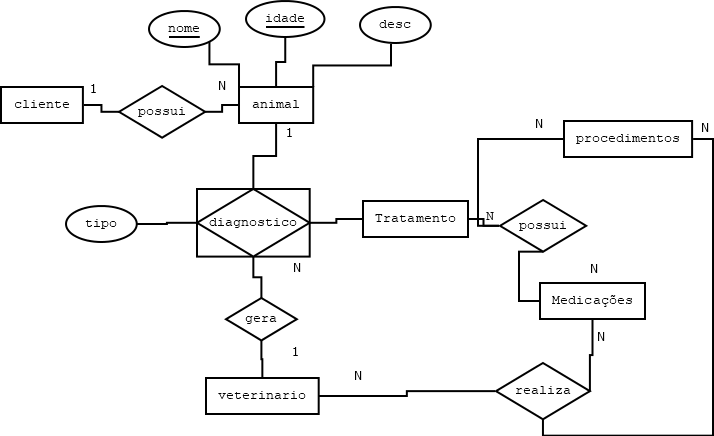 nome
idade
desc
cliente
1
possui
N
animal
1
N
procedimentos
N
tipo
diagnostico
Tratamento
N
possui
N
N
Medicações
gera
N
1
veterinario
N
realiza